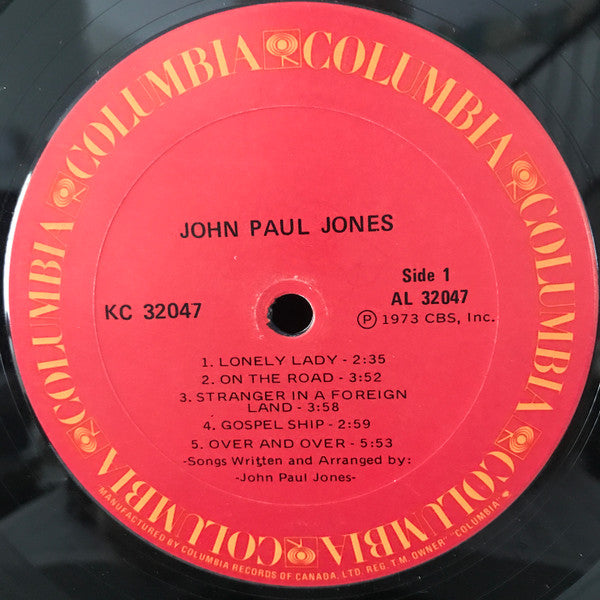 COLUMBIA COLUMBIA COLUMBIA COLUMBIA COLUMBIA COLUMBIA
JOHN PAUL JONES
Side 1
KC 32047
AL 32047
Ⓟ 1973 CBS, Inc.
1. LONELY LADY - 2:35
2. ON THE ROAD - 3:52
3. STRANGER IN A FOREIGN
LAND - 3:58
4. GOSPEL SHIP - 2:59
5. OVER AND OVER - 5:53
-Songs Written and Arranged by:
-John Paul Jones-
"MANUFACTURED BY COLUMBIA RECORDS OF CANADA, LTD. REG. T.M. OWNER" "COLUMBIA"